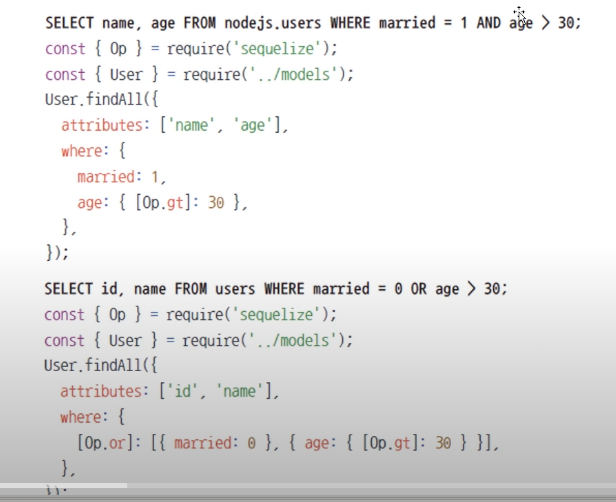 SELECT name, age FROM nodejs.users WHERE married = 1 AND age > 30;
const { Op } = require('sequelize');
const { User } = require('../models');
User.findAll({
  attributes: ['name', 'age'],
  where: {
    married: 1,
    age: { [Op.gt]: 30 },
  },
});
SELECT id, name FROM users WHERE married = 0 OR age > 30;
const { Op } = require('sequelize');
const { User } = require('../models');
User.findAll({
  attributes: ['id', 'name'],
  where: {
    [Op.or]: [{ married: 0 }, { age: { [Op.gt]: 30 } }],
  },
});